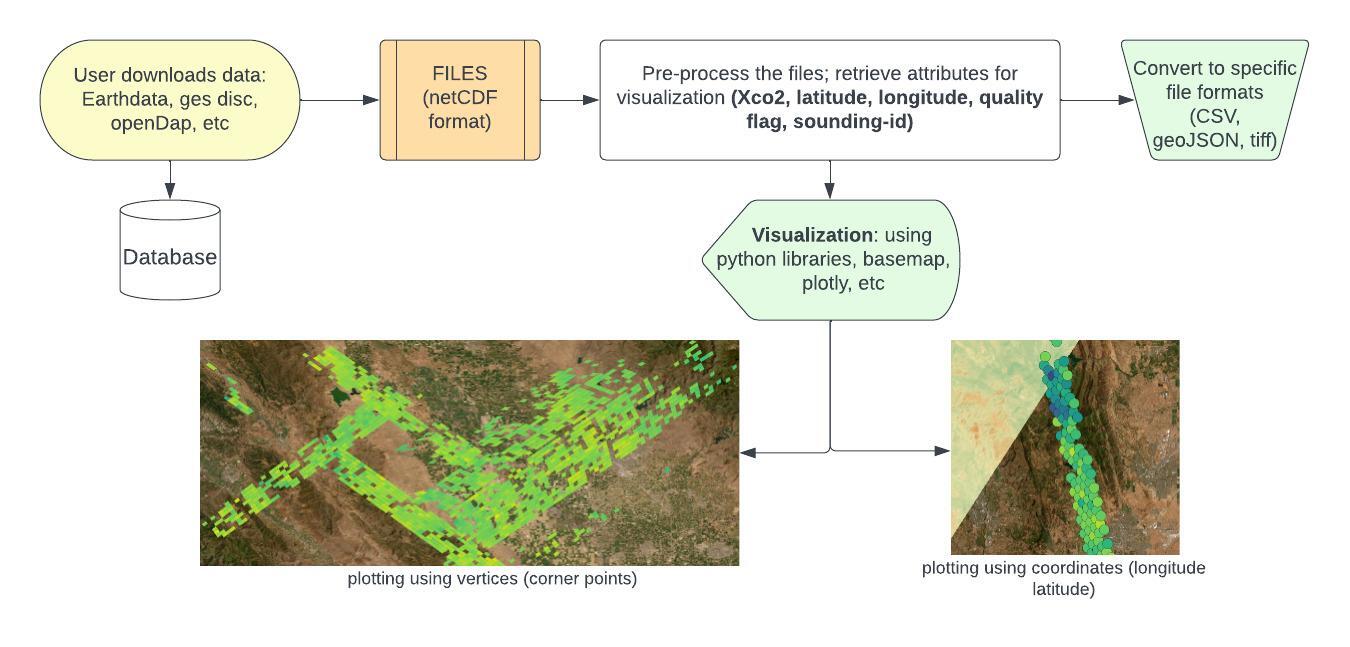 User downloads data:
Earthdata, ges disc,
openDap, etc
FILES
(netCDF
format)
Pre-process the files; retrieve attributes for
visualization (Xco2, latitude, longitude, quality
flag, sounding-id)
Convert to specific
file formats
(CSV,
geoJSON, tiff)
Database
Visualization: using
python libraries, basemap,
plotly, etc
plotting using vertices (corner points)
plotting using coordinates (longitude
latitude)